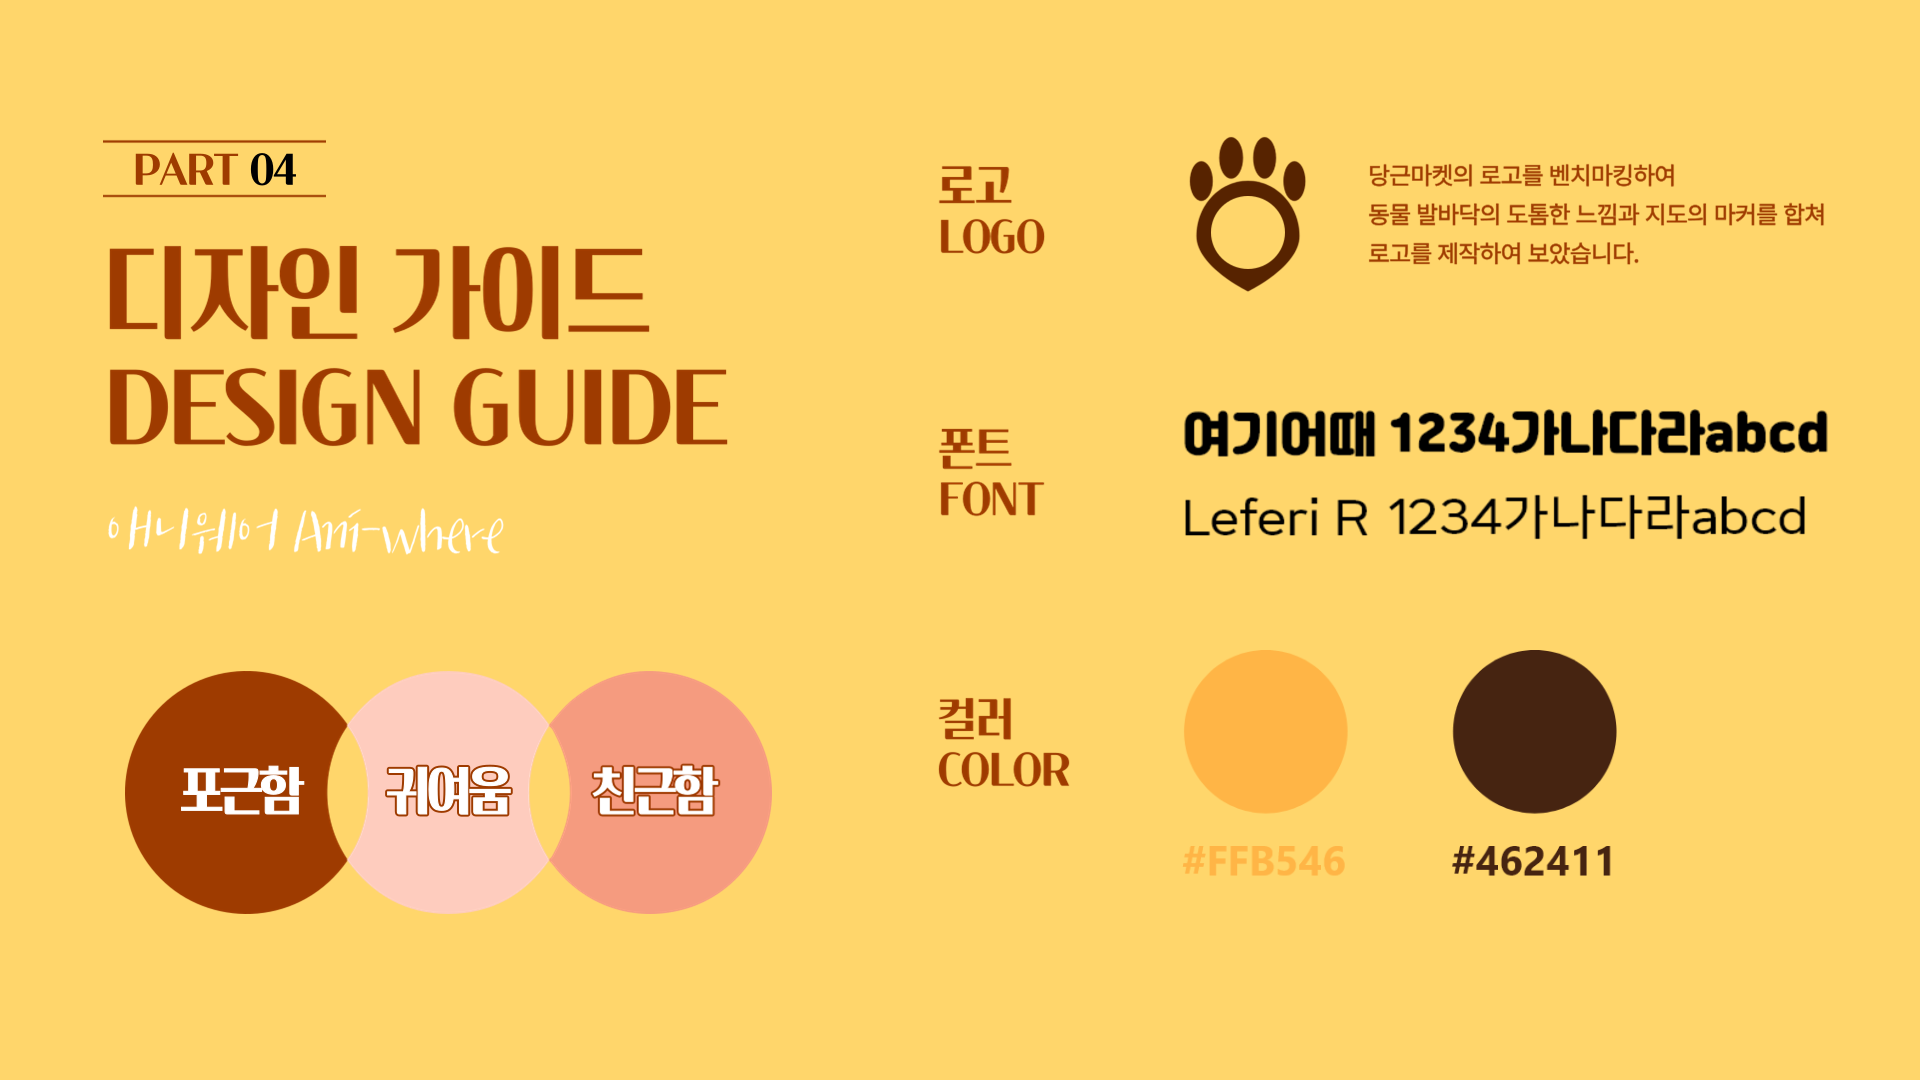 PART 04
디자인 가이드
DESIGN GUIDE
애니웨어 Ani-where
포근함 귀여움 친근함
로고
LOGO
당근마켓의 로고를 벤치마킹하여
동물 발바닥의 도톰한 느낌과 지도의 마커를 합쳐
로고를 제작하여 보았습니다.
폰트
FONT
여기어때 1234가나다라abcd
Leferi R 1234가나다라abcd
컬러
COLOR
#FFB546 #462411